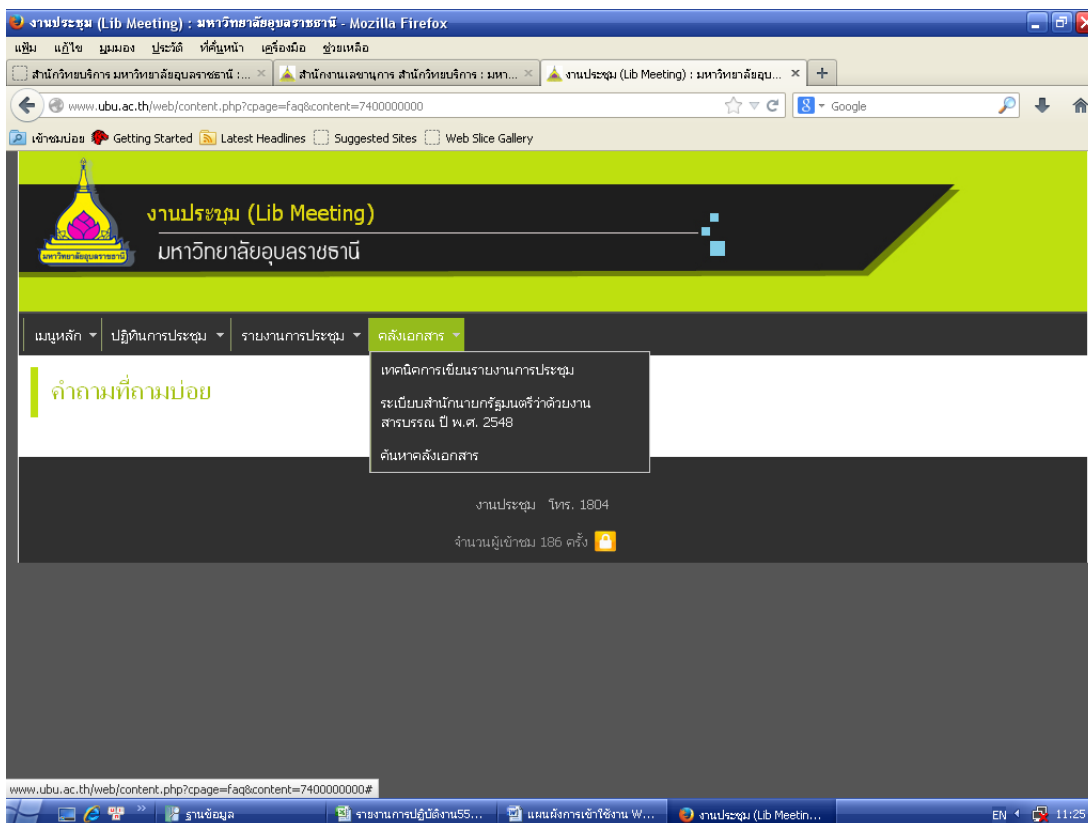 งานประชุม (Lib Meeting) : มหาวิทยาลัยอุบลราชธานี - Mozilla Firefox
แฟ้ม แก้ไข มุมมอง ประวัติ ที่คั่นหน้า เครื่องมือ ช่วยเหลือ
สำนักวิทยบริการ มหาวิทยาลัยอุบลราชธานี :... สำนักงานเลขานุการ สำนักวิทยบริการ : มหา... งานประชุม (Lib Meeting) : มหาวิทยาลัยอุบ...
www.ubu.ac.th/web/content.php?cpage=faq&content=7400000000 Google
เข้าชมบ่อย Getting Started Latest Headlines Suggested Sites Web Slice Gallery
งานประชุม (Lib Meeting)
มหาวิทยาลัยอุบลราชธานี
มหาวิทยาลัยอุบลราชธานี
เมนูหลัก ปฏิทินการประชุม รายงานการประชุม คลังเอกสาร
เทคนิคการเขียนรายงานการประชุม
ระเบียบสำนักนายกรัฐมนตรีว่าด้วยงาน
สารบรรณ ปี พ.ศ. 2548
ค้นหาคลังเอกสาร
คำถามที่ถามบ่อย
งานประชุม โทร. 1804
จำนวนผู้เข้าชม 186 ครั้ง
www.ubu.ac.th/web/content.php?cpage=faq&content=7400000000#
ฐานข้อมูล รายงานการปฏิบัติงาน55... แผนผังการเข้าใช้งาน W... งานประชุม (Lib Meetin... EN 11:25